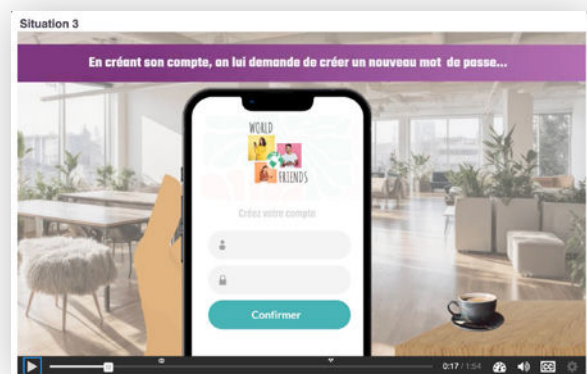 Situation 3
En créant son compte, on lui demande de créer un nouveau mot de passe...
WORLD
FRIENDS
Créez votre compte
Confirmer
0:17 / 1:54
CC